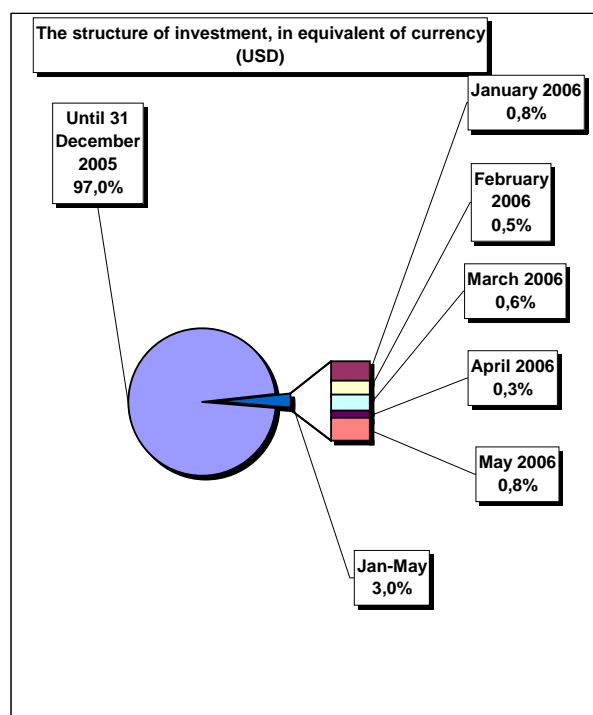 The structure of investment, in equivalent of currency
(USD)
Until 31
December
2005
97,0%
January 2006
0,8%
February
2006
0,5%
March 2006
0,6%
April 2006
0,3%
May 2006
0,8%
Jan-May
3,0%